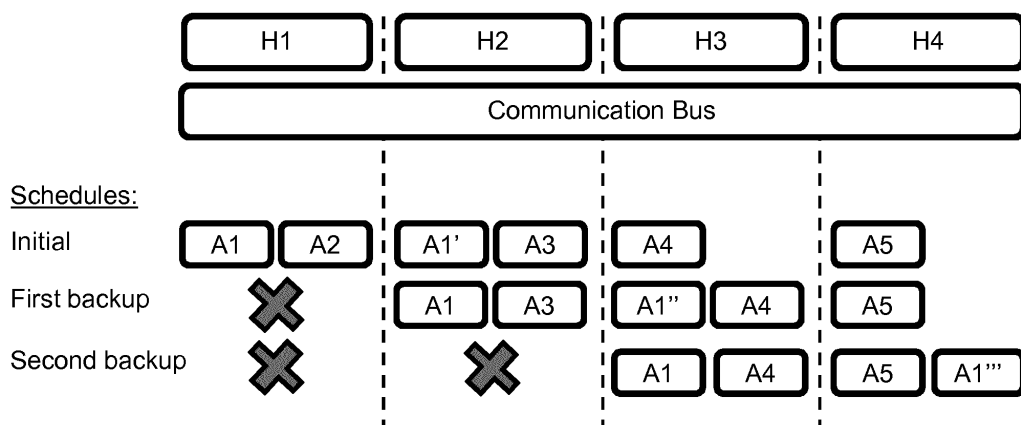 H1 H2 H3 H4
Communication Bus
Schedules:
Initial A1 A2 A1’ A3 A4 A5
First backup A1 A3 A1’’ A4 A5
Second backup A1 A4 A5 A1’’’